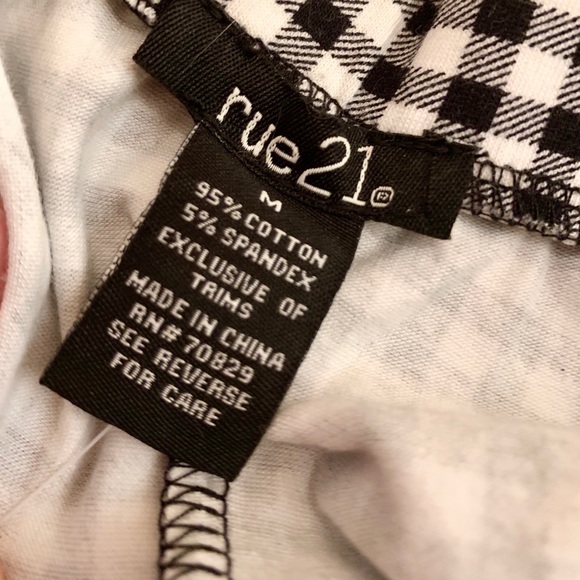 rue21®
M
95% COTTON
5% SPANDEX
EXCLUSIVE OF
TRIMS
MADE IN CHINA
RN# 70829
SEE REVERSE
FOR CARE